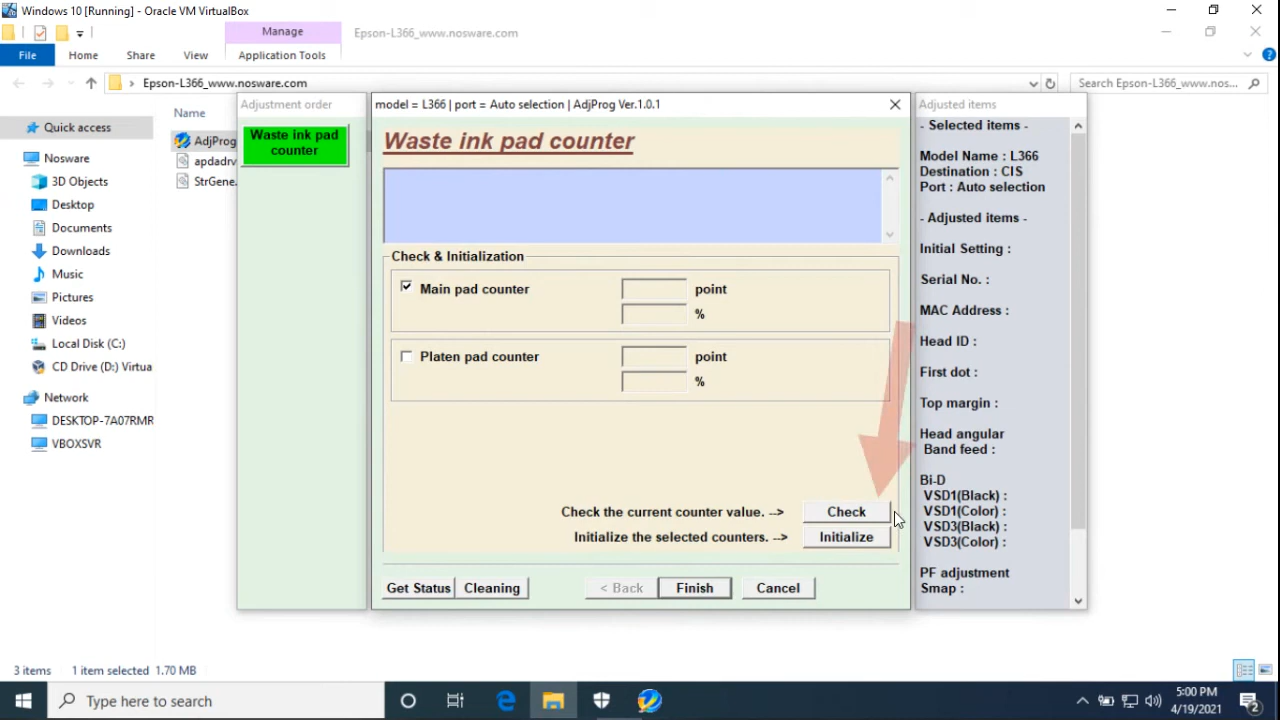 Windows 10 [Running] - Oracle VM VirtualBox
Manage
Epson-L366_www.nosware.com
File
Home
Share
View
Application Tools
Epson-L366_www.nosware.com
Search Epson-L366_www.nos...
Quick access
Nosware
3D Objects
Desktop
Documents
Downloads
Music
Pictures
Videos
Local Disk (C:)
CD Drive (D:) Virtua
Network
DESKTOP-7A07RMR
VBOXSVR
Name
AdjProg
apdadrv
StrGene.
Adjustment order
Waste ink pad
counter
model = L366 | port = Auto selection | AdjProg Ver.1.0.1
Waste ink pad counter
Check & Initialization
Main pad counter
point
%
Platen pad counter
point
%
Check the current counter value. -->
Check
Initialize the selected counters. -->
Initialize
Get Status
Cleaning
< Back
Finish
Cancel
Adjusted items
- Selected items -
Model Name : L366
Destination : CIS
Port : Auto selection
- Adjusted items -
Initial Setting :
Serial No. :
MAC Address :
Head ID :
First dot :
Top margin :
Head angular
Band feed :
Bi-D
VSD1(Black) :
VSD1(Color) :
VSD3(Black) :
VSD3(Color) :
PF adjustment
Smap :
3 items
1 item selected 1.70 MB
Type here to search
5:00 PM
4/19/2021
2